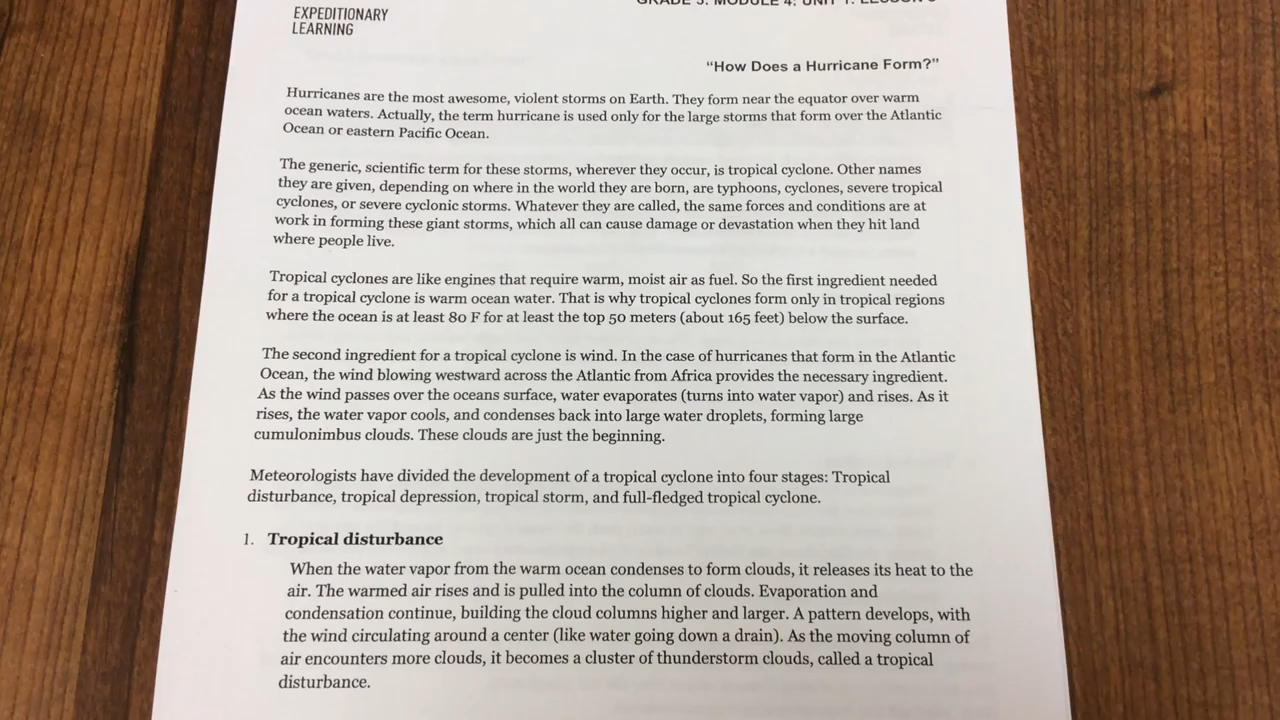 EXPEDITIONARY
LEARNING
"How Does a Hurricane Form?"
Hurricanes are the most awesome, violent storms on Earth. They form near the equator over warm
ocean waters. Actually, the term hurricane is used only for the large storms that form over the Atlantic
Ocean or eastern Pacific Ocean.
The generic, scientific term for these storms, wherever they occur, is tropical cyclone. Other names
they are given, depending on where in the world they are born, are typhoons, cyclones, severe tropical
cyclones, or severe cyclonic storms. Whatever they are called, the same forces and conditions are at
work in forming these giant storms, which all can cause damage or devastation when they hit land
where people live.
Tropical cyclones are like engines that require warm, moist air as fuel. So the first ingredient needed
for a tropical cyclone is warm ocean water. That is why tropical cyclones form only in tropical regions
where the ocean is at least 80 F for at least the top 50 meters (about 165 feet) below the surface.
The second ingredient for a tropical cyclone is wind. In the case of hurricanes that form in the Atlantic
Ocean, the wind blowing westward across the Atlantic from Africa provides the necessary ingredient.
As the wind passes over the oceans surface, water evaporates (turns into water vapor) and rises. As it
rises, the water vapor cools, and condenses back into large water droplets, forming large
cumulonimbus clouds. These clouds are just the beginning.
Meteorologists have divided the development of a tropical cyclone into four stages: Tropical
disturbance, tropical depression, tropical storm, and full-fledged tropical cyclone.
1. Tropical disturbance
When the water vapor from the warm ocean condenses to form clouds, it releases its heat to the
air. The warmed air rises and is pulled into the column of clouds. Evaporation and
condensation continue, building the cloud columns higher and larger. A pattern develops, with
the wind circulating around a center (like water going down a drain). As the moving column of
air encounters more clouds, it becomes a cluster of thunderstorm clouds, called a tropical
disturbance.